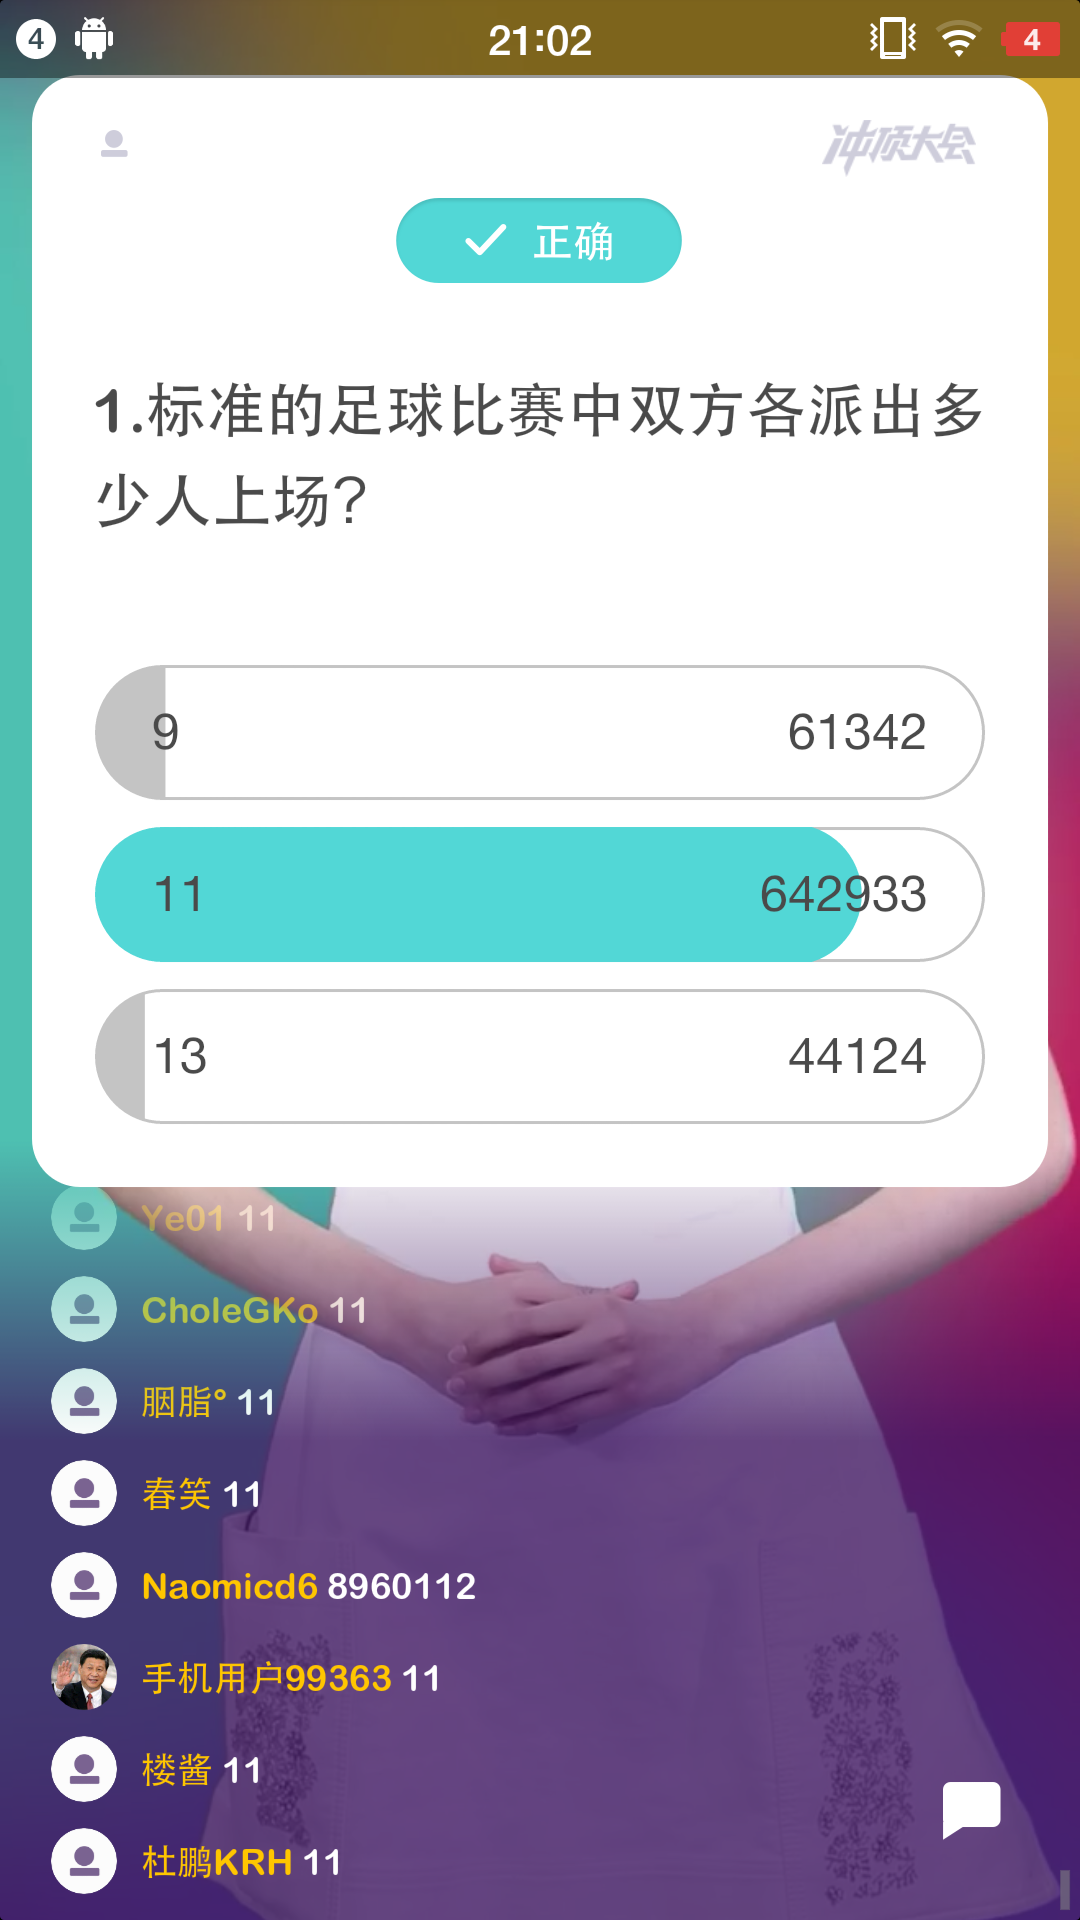 4
21:02
4
冲顶大会
正确
1.标准的足球比赛中双方各派出多
少人上场？
9 61342
11 642933
13 44124
Ye01 11
CholeGKo 11
胭脂° 11
春笑 11
Naomicd6 8960112
手机用户99363 11
楼酱 11
杜鹏KRH 11